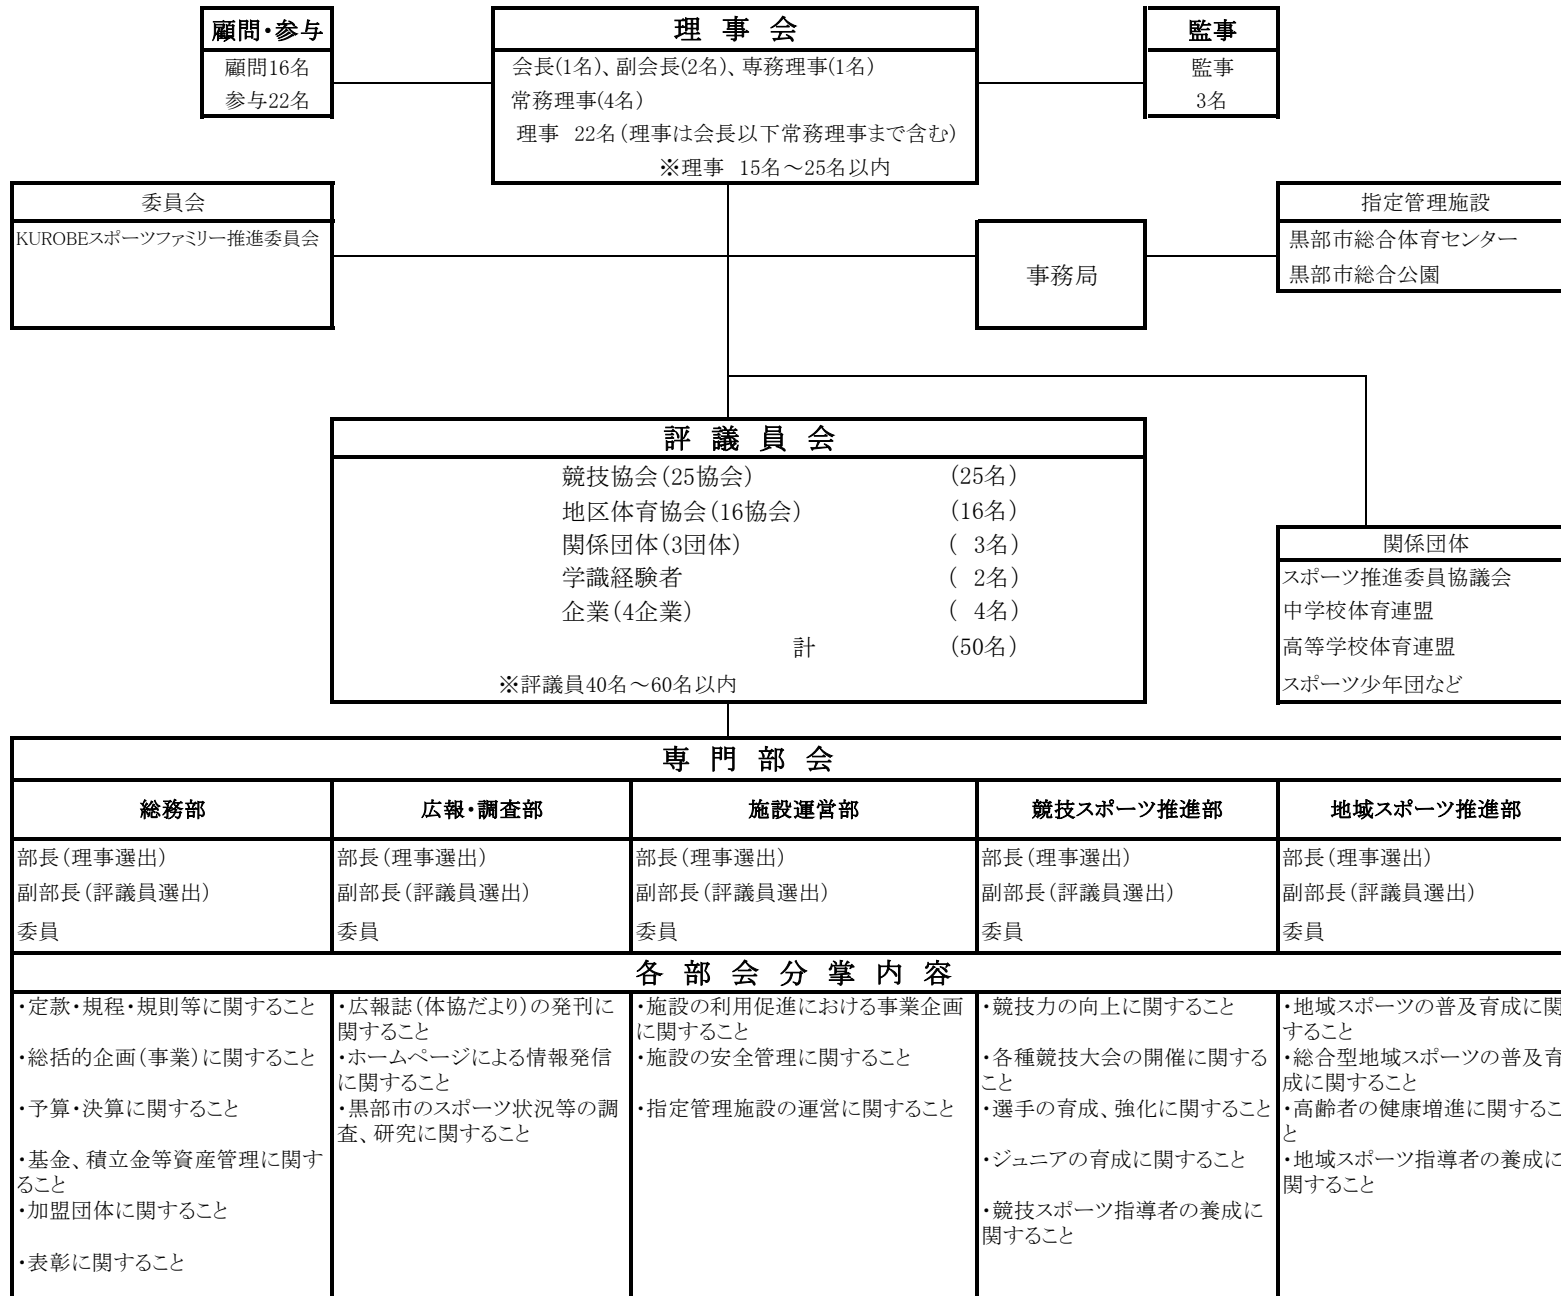 顧問・参与
顧問16名
参与22名
理事会
会長(1名)、副会長(2名)、専務理事(1名)
常務理事(4名)
理事 22名(理事は会長以下常務理事まで含む)
※理事 15名～25名以内
監事
監事
3名
委員会
KUROBEスポーツファミリー推進委員会
事務局
指定管理施設
黒部市総合体育センター
黒部市総合公園
評議員会
競技協会(25協会) (25名)
地区体育協会(16協会) (16名)
関係団体(3団体) ( 3名)
学識経験者 ( 2名)
企業(4企業) ( 4名)
計 (50名)
※評議員40名～60名以内
関係団体
スポーツ推進委員協議会
中学校体育連盟
高等学校体育連盟
スポーツ少年団など
専門部会
総務部
部長(理事選出)
副部長(評議員選出)
委員
広報・調査部
部長(理事選出)
副部長(評議員選出)
委員
施設運営部
部長(理事選出)
副部長(評議員選出)
委員
競技スポーツ推進部
部長(理事選出)
副部長(評議員選出)
委員
地域スポーツ推進部
部長(理事選出)
副部長(評議員選出)
委員
各部会分掌内容
・定款・規程・規則等に関すること
・総括的企画(事業)に関すること
・予算・決算に関すること
・基金、積立金等資産管理に関す
ること
・加盟団体に関すること
・表彰に関すること
・広報誌(体協だより)の発刊に
関すること
・ホームページによる情報発信
に関すること
・黒部市のスポーツ状況等の調
査、研究に関すること
・施設の利用促進における事業企画
に関すること
・施設の安全管理に関すること
・指定管理施設の運営に関すること
・競技力の向上に関すること
・各種競技大会の開催に関する
こと
・選手の育成、強化に関すること
・ジュニアの育成に関すること
・競技スポーツ指導者の養成に
関すること
・地域スポーツの普及育成に関
すること
・総合型地域スポーツの普及育
成に関すること
・高齢者の健康増進に関するこ
と
・地域スポーツ指導者の養成に
関すること